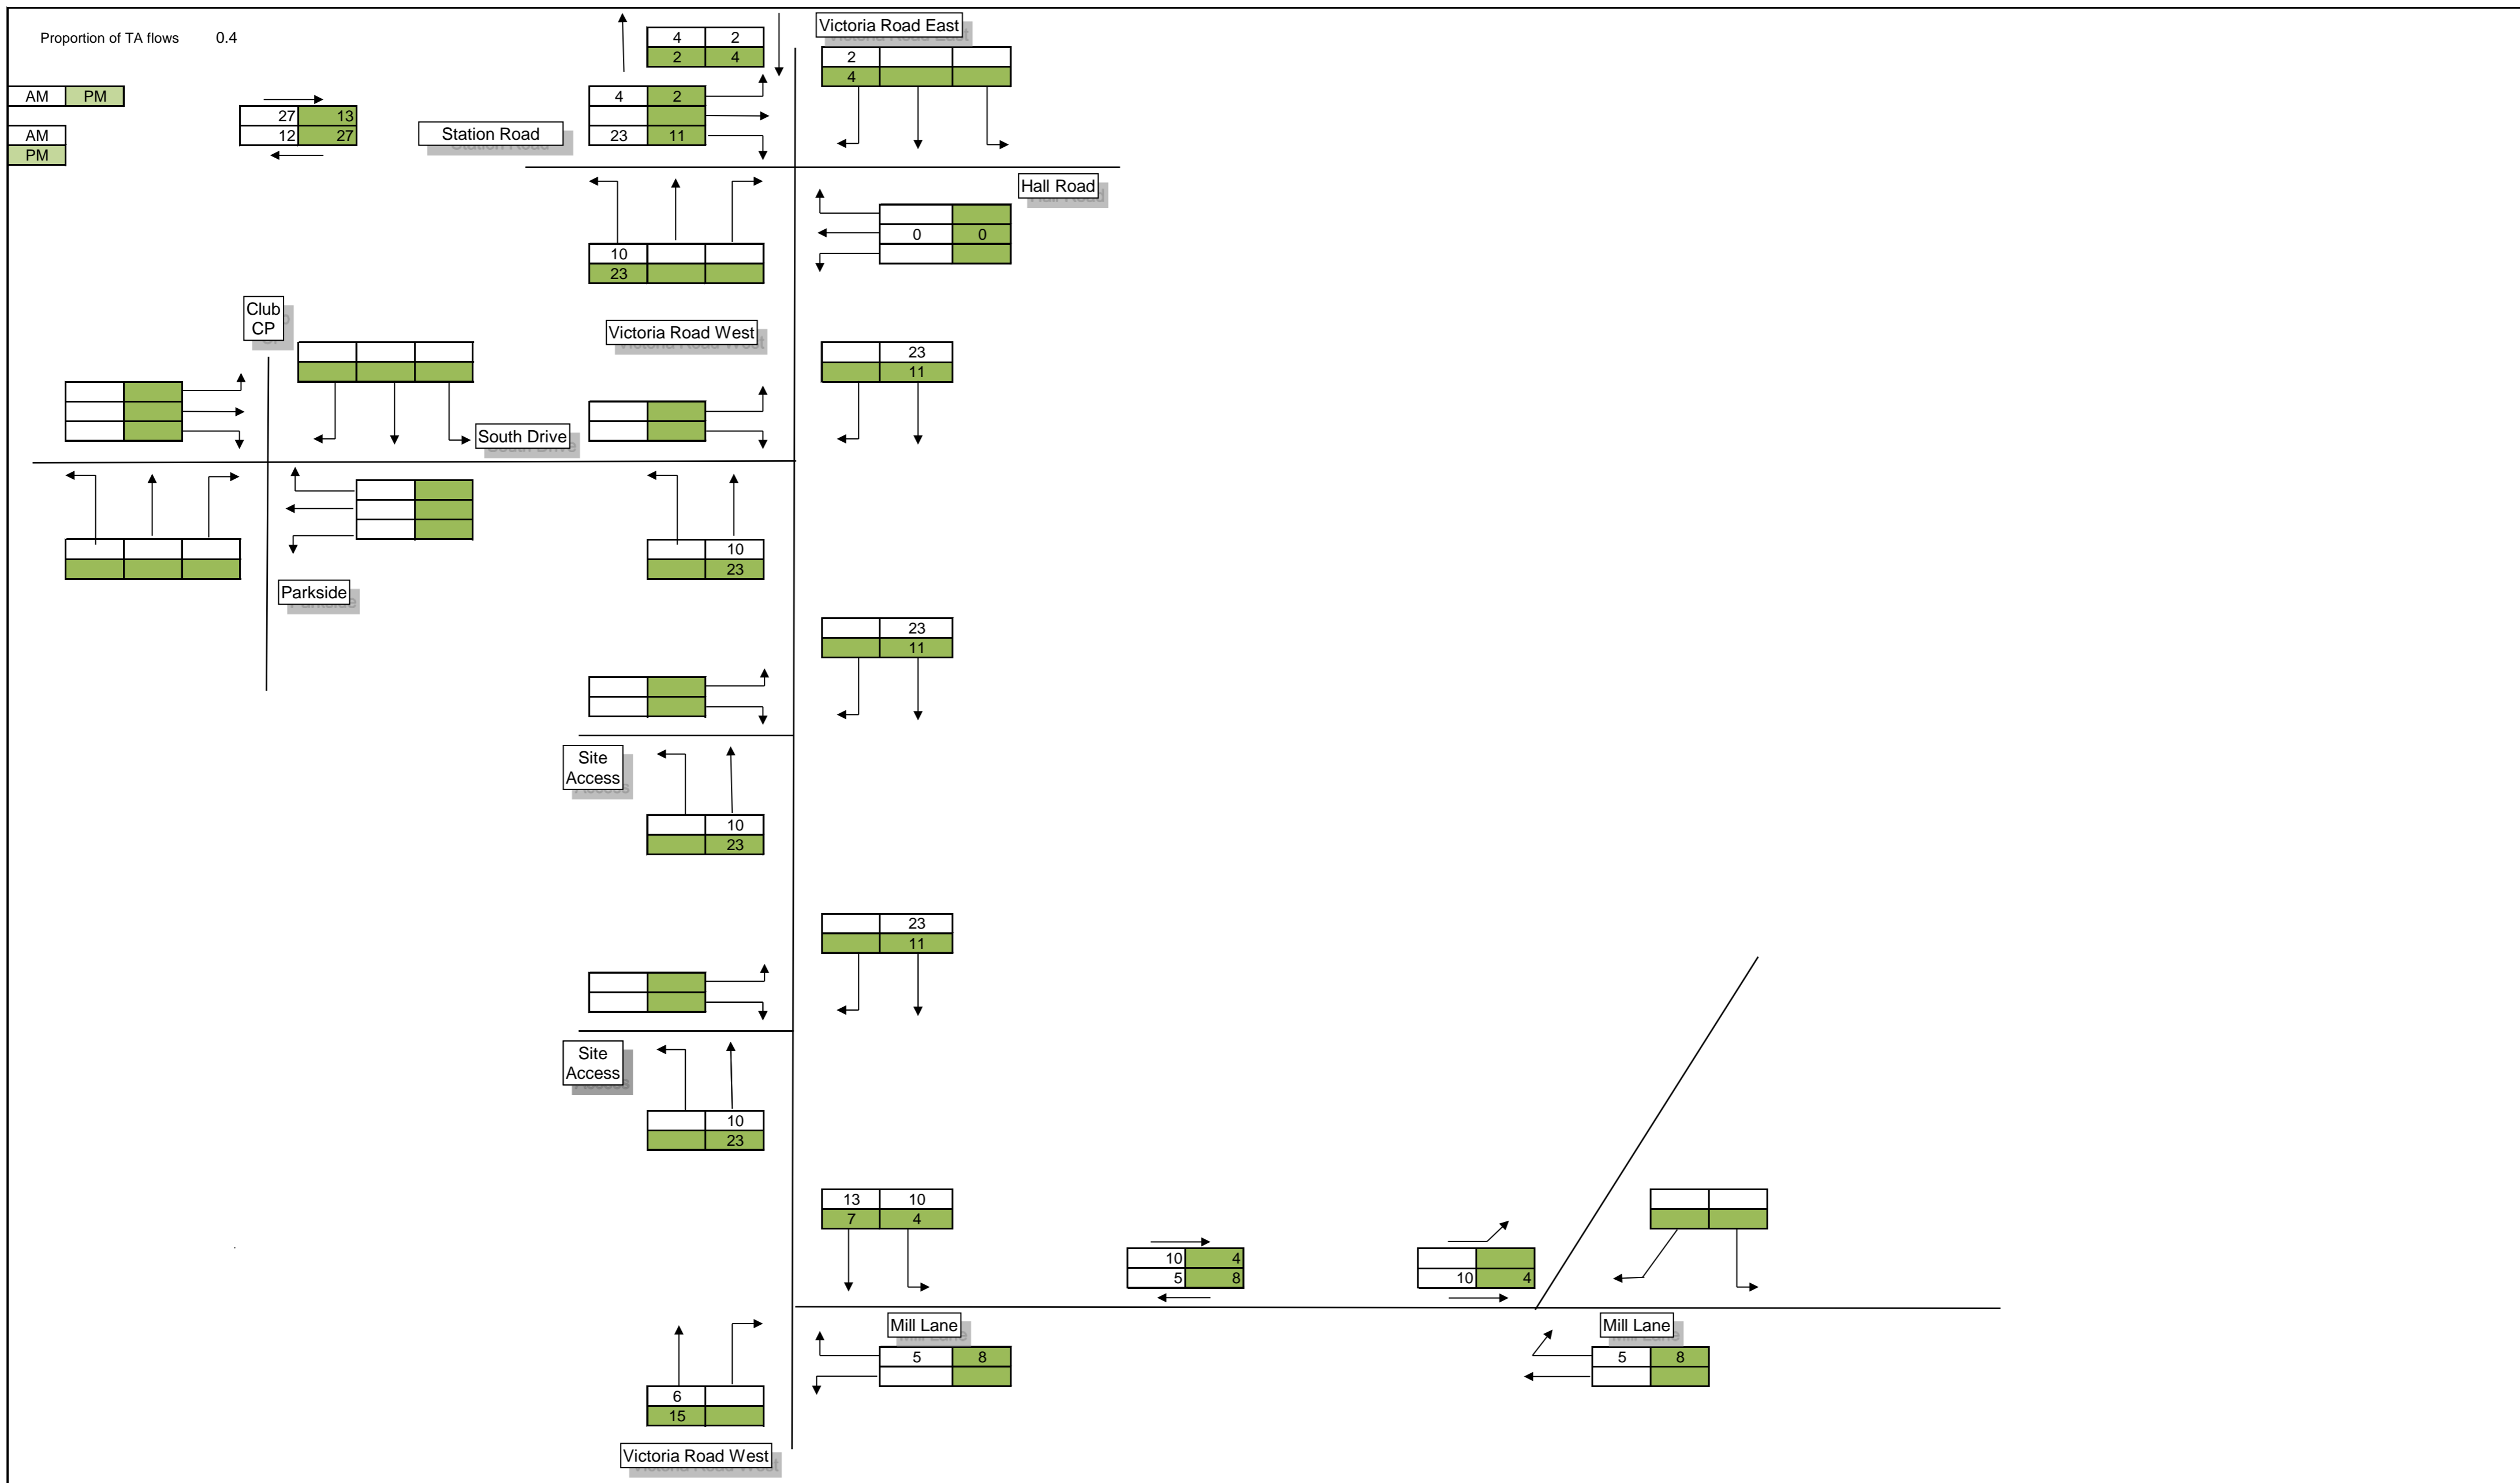 Victoria Road East
4 2
Proportion of TA flows 0.4
2 4
2
4
AM PM
4 2
27 13
AM
12 27
Station Road
23 11
PM
Hall Road
0 0
10
23
Club
CP
Victoria Road West
23
11
South Drive
10
23
Parkside
23
11
Site
Access
10
23
23
11
Site
Access
10
23
13 10
7 4
10 4
5 8
10 4
Mill Lane
Mill Lane
5 8
5 8
6
15
Victoria Road West